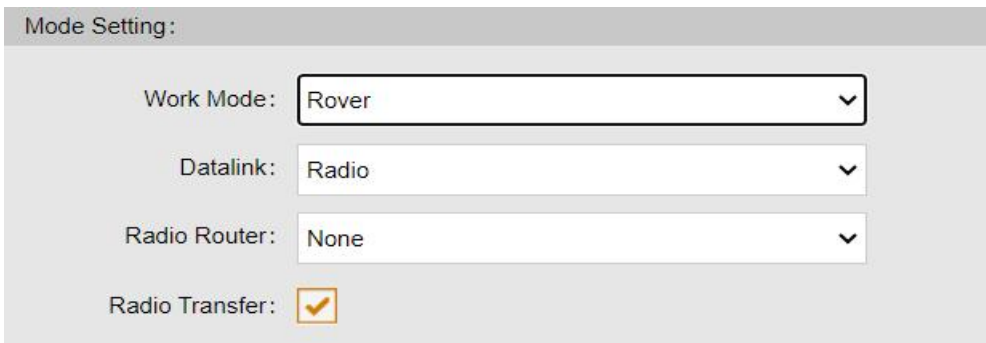 Mode Setting:
Work Mode: Rover
Datalink: Radio
Radio Router: None
Radio Transfer: